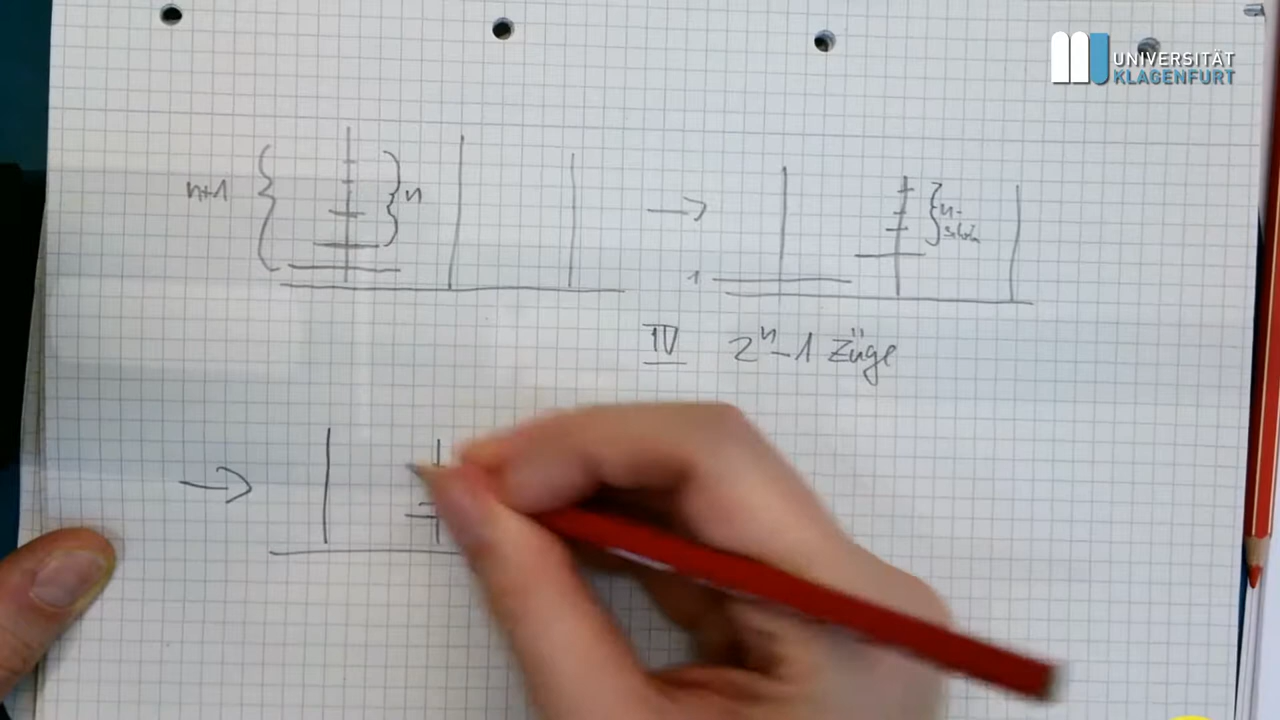 UNIVERSITÄT
KLAGENFURT
n+1
n
→
n-
1
IV 2ⁿ-1 Züge
→